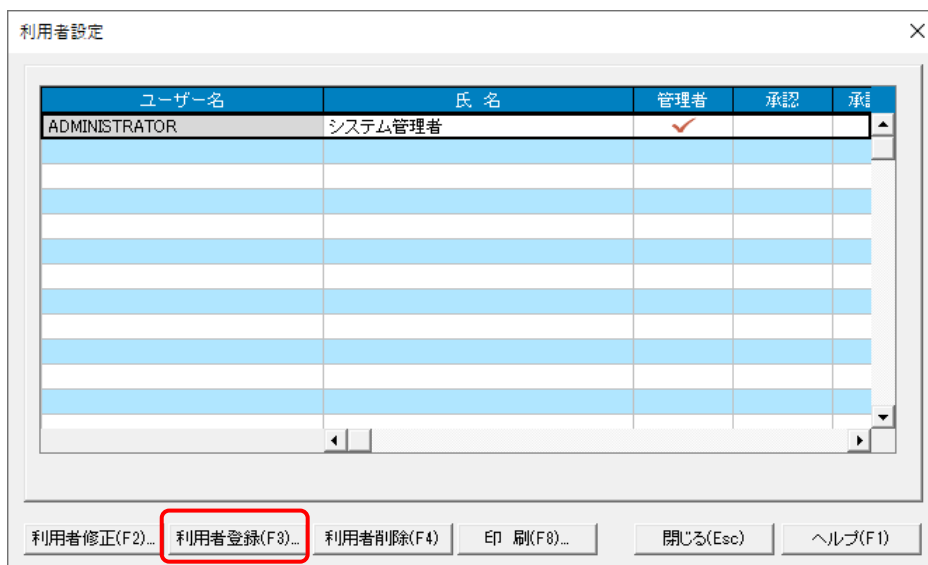 利用者設定
ユーザー名 氏 名 管理者 承認
ADMINISTRATOR システム管理者
利用者修正(F2)... 利用者登録(F3)... 利用者削除(F4) 印 刷(F8)... 閉じる(Esc) ヘルプ(F1)